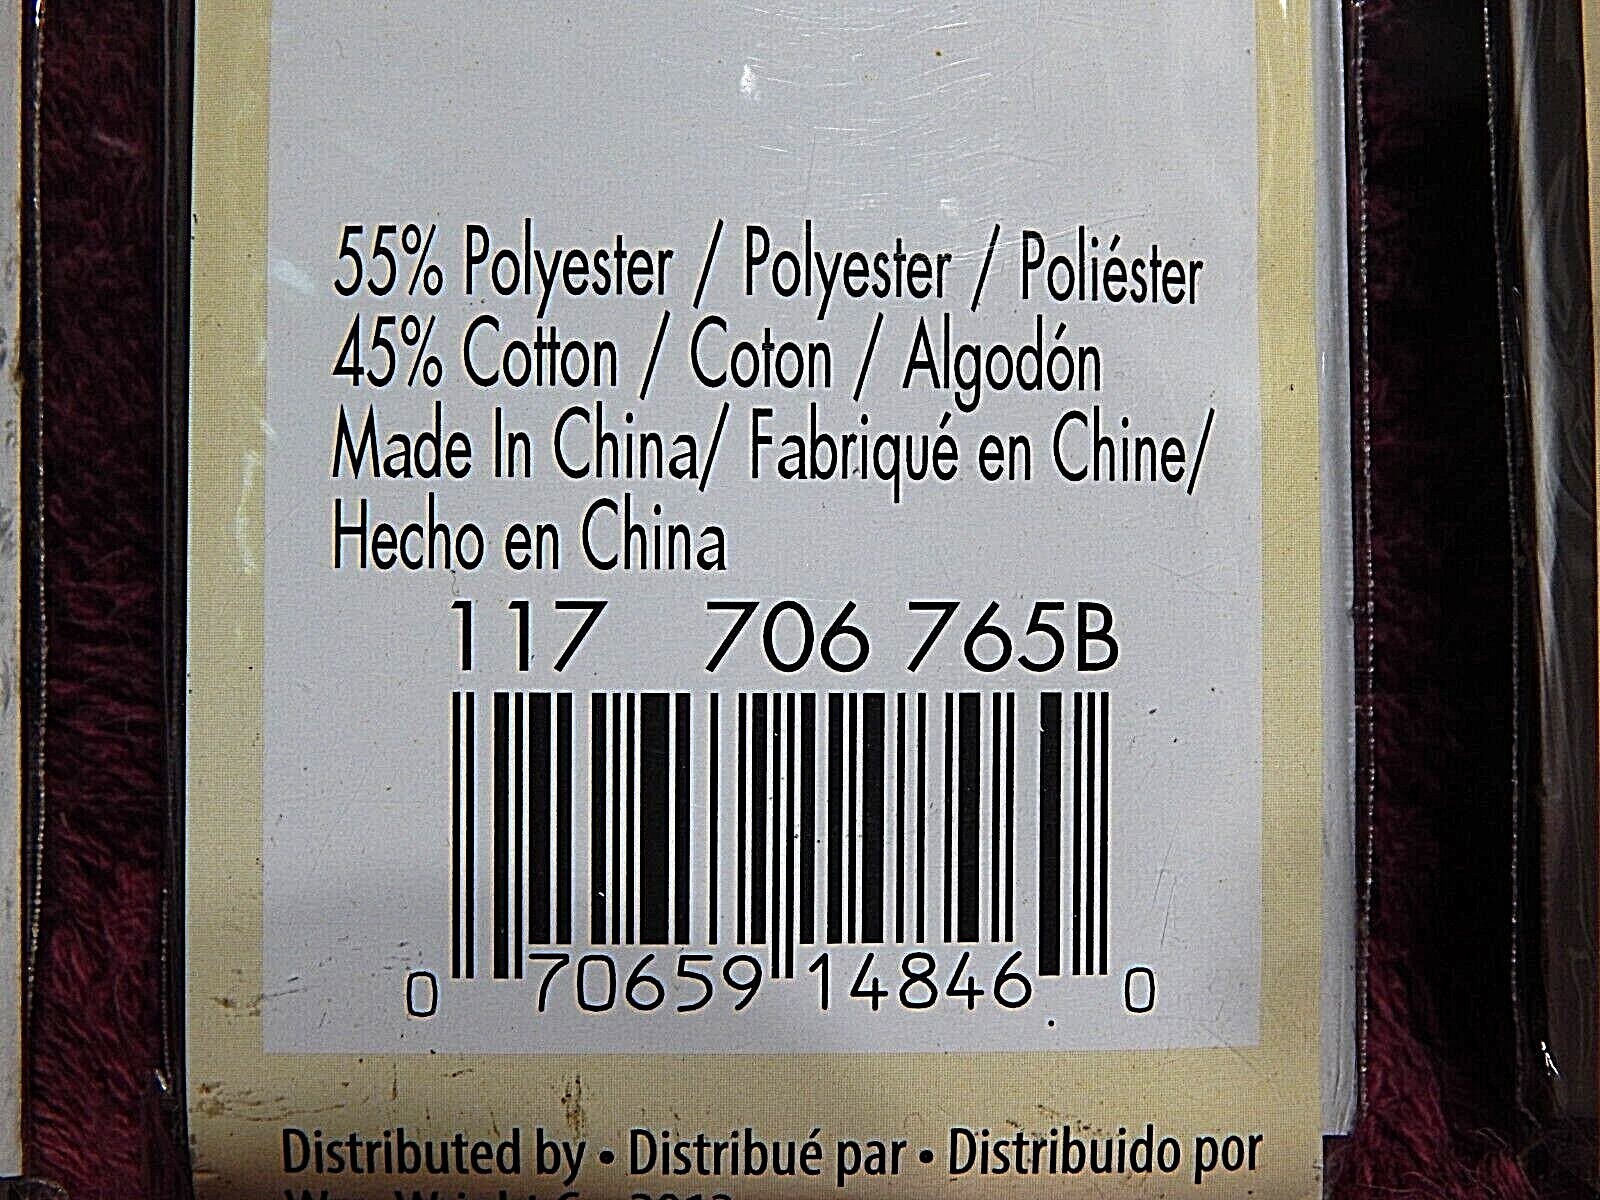 55% Polyester / Polyester / Poliéster
45% Cotton / Coton / Algodón
Made In China/ Fabriqué en Chine/
Hecho en China
117 706 765B
0 70659 14846 0
Distributed by • Distribué par • Distribuido por